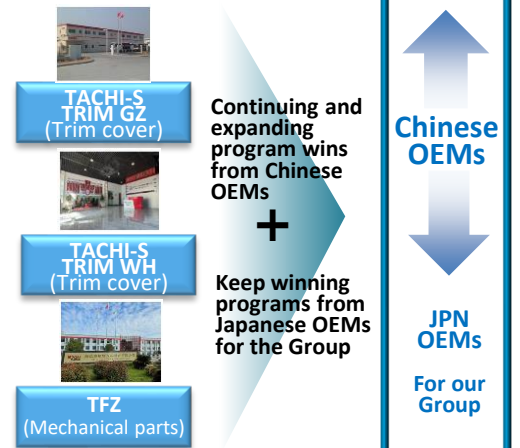 TACHI-S
TRIM GZ
(Trim cover)
TACHI-S
TRIM WH
(Trim cover)
TFZ
(Mechanical parts)
Continuing and
expanding
program wins
from Chinese
OEMs
+
Keep winning
programs from
Japanese OEMs
for the Group
Chinese
OEMs
JPN
OEMs
For our
Group